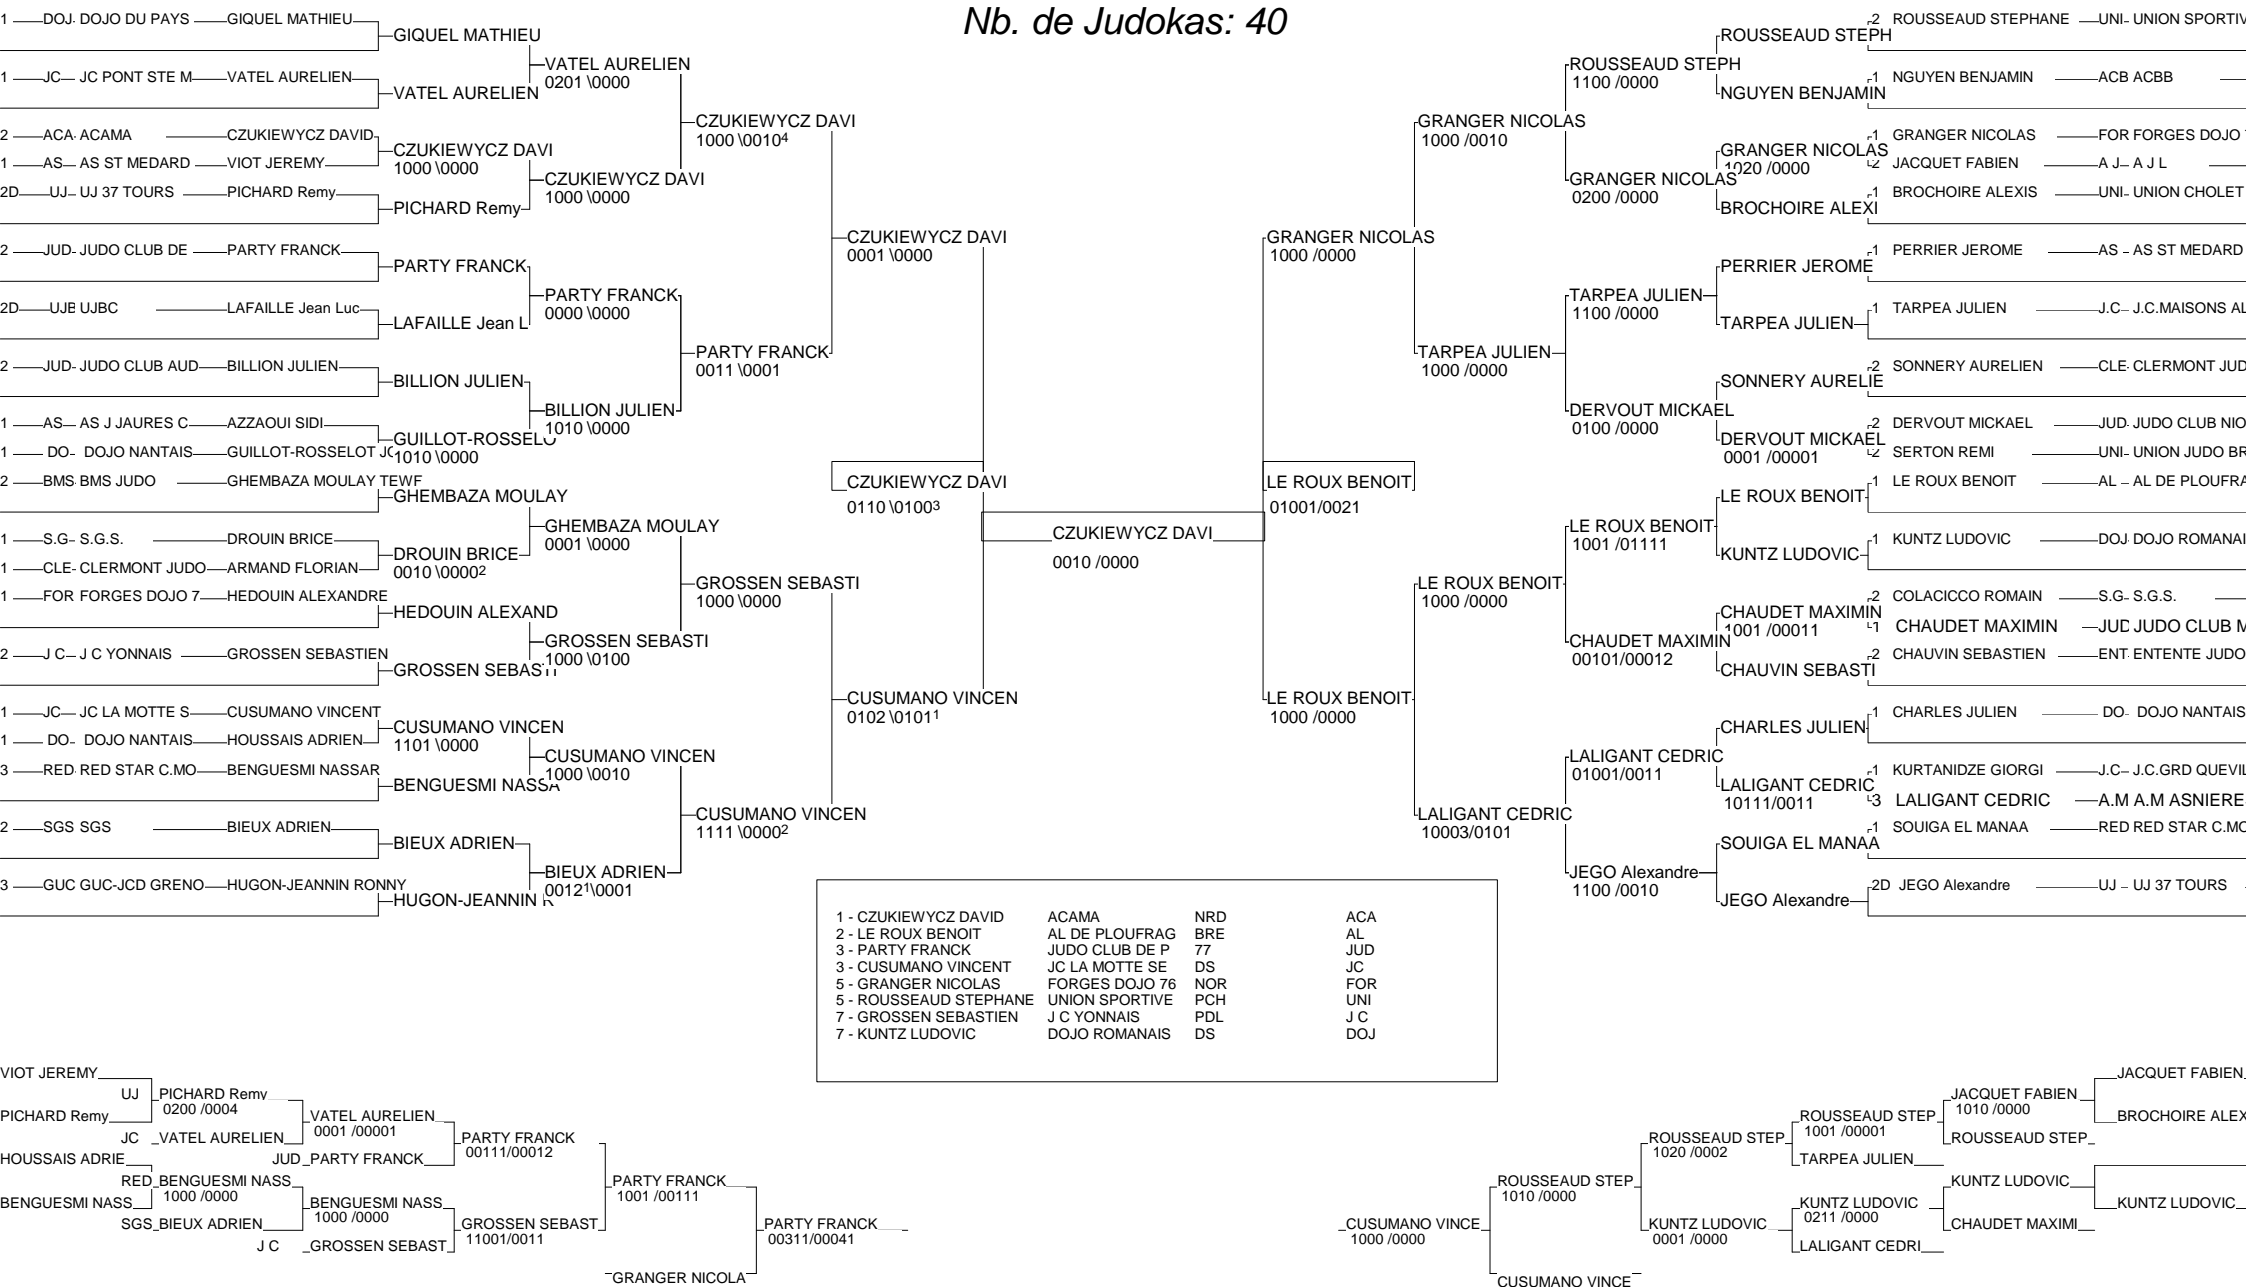 Nb. de Judokas: 40
1 DOJ DOJO DU PAYS GIQUEL MATHIEU
1 JC JC PONT STE M VATEL AURELIEN
2 ACA ACAMA CZUKIEWYCZ DAVID
1 AS AS ST MEDARD VIOT JEREMY
2D UJ UJ 37 TOURS PICHARD Remy
2 JUD JUDO CLUB DE PARTY FRANCK
2D UJB UJBC LAFAILLE Jean Luc
2 JUD JUDO CLUB AUD BILLION JULIEN
1 AS AS J JAURES C AZZAOUI SIDI
1 DO DOJO NANTAIS GUILLOT-ROSSELOT JO
2 BMS BMS JUDO GHEMBAZA MOULAY TEWF
1 S.G S.G.S. DROUIN BRICE
1 CLE CLERMONT JUDO ARMAND FLORIAN
1 FOR FORGES DOJO 7 HEDOUIN ALEXANDRE
2 J C J C YONNAIS GROSSEN SEBASTIEN
1 JC JC LA MOTTE S CUSUMANO VINCENT
1 DO DOJO NANTAIS HOUSSAIS ADRIEN
3 RED RED STAR C.MO BENGUESMI NASSAR
2 SGS SGS BIEUX ADRIEN
3 GUC GUC-JCD GRENO HUGON-JEANNIN RONNY
GIQUEL MATHIEU
VATEL AURELIEN
CZUKIEWYCZ DAVI
1000 \0000
PICHARD Remy
PARTY FRANCK
LAFAILLE Jean L
BILLION JULIEN
GUILLOT-ROSSELO
1010 \0000
GHEMBAZA MOULAY
DROUIN BRICE
0010 \00002
HEDOUIN ALEXAND
GROSSEN SEBASTI
CUSUMANO VINCEN
1101 \0000
BENGUESMI NASSA
BIEUX ADRIEN
HUGON-JEANNIN R
VATEL AURELIEN
0201 \0000
CZUKIEWYCZ DAVI
1000 \0000
PARTY FRANCK
0000 \0000
BILLION JULIEN
1010 \0000
GHEMBAZA MOULAY
0001 \0000
GROSSEN SEBASTI
1000 \0100
CUSUMANO VINCEN
1000 \0010
BIEUX ADRIEN
00121\0001
CZUKIEWYCZ DAVI
1000 \00104
PARTY FRANCK
0011 \0001
GROSSEN SEBASTI
1000 \0000
CUSUMANO VINCEN
1111 \00002
CZUKIEWYCZ DAVI
0001 \0000
CZUKIEWYCZ DAVI
0110 \01003
CUSUMANO VINCEN
0102 \01011
CZUKIEWYCZ DAVI
0010 /0000
GRANGER NICOLAS
1000 /0000
LE ROUX BENOIT
01001/0021
LE ROUX BENOIT
1000 /0000
GRANGER NICOLAS
1000 /0010
TARPEA JULIEN
1000 /0000
LE ROUX BENOIT
1000 /0000
LALIGANT CEDRIC
10003/0101
ROUSSEAUD STEPH
1100 /0000
GRANGER NICOLAS
0200 /0000
TARPEA JULIEN
1100 /0000
DERVOUT MICKAEL
0100 /0000
LE ROUX BENOIT
1001 /01111
CHAUDET MAXIMIN
00101/00012
LALIGANT CEDRIC
01001/0011
JEGO Alexandre
1100 /0010
ROUSSEAUD STEPH
NGUYEN BENJAMIN
GRANGER NICOLAS
1020 /0000
BROCHOIRE ALEXI
PERRIER JEROME
TARPEA JULIEN
SONNERY AURELIE
DERVOUT MICKAEL
0001 /00001
LE ROUX BENOIT
KUNTZ LUDOVIC
CHAUDET MAXIMIN
1001 /00011
CHAUVIN SEBASTI
CHARLES JULIEN
LALIGANT CEDRIC
10111/0011
SOUIGA EL MANAA
JEGO Alexandre
2 ROUSSEAUD STEPHANE UNI UNION SPORTIV
1 NGUYEN BENJAMIN ACB ACBB
1 GRANGER NICOLAS FOR FORGES DOJO
2 JACQUET FABIEN A J A J L
1 BROCHOIRE ALEXIS UNI UNION CHOLET
1 PERRIER JEROME AS AS ST MEDARD
1 TARPEA JULIEN J.C J.C.MAISONS AL
2 SONNERY AURELIEN CLE CLERMONT JUD
2 DERVOUT MICKAEL JUD JUDO CLUB NIO
2 SERTON REMI UNI UNION JUDO BR
1 LE ROUX BENOIT AL AL DE PLOUFRA
1 KUNTZ LUDOVIC DOJ DOJO ROMANAI
2 COLACICCO ROMAIN S.G S.G.S.
1 CHAUDET MAXIMIN JUD JUDO CLUB M
2 CHAUVIN SEBASTIEN ENT ENTENTE JUDO
1 CHARLES JULIEN DO DOJO NANTAIS
1 KURTANIDZE GIORGI J.C J.C.GRD QUEVIL
3 LALIGANT CEDRIC A.M A.M ASNIERE
1 SOUIGA EL MANAA RED RED STAR C.MO
2D JEGO Alexandre UJ UJ 37 TOURS
1 - CZUKIEWYCZ DAVID ACAMA NRD ACA
2 - LE ROUX BENOIT AL DE PLOUFRAG BRE AL
3 - PARTY FRANCK JUDO CLUB DE P 77 JUD
3 - CUSUMANO VINCENT JC LA MOTTE SE DS JC
5 - GRANGER NICOLAS FORGES DOJO 76 NOR FOR
5 - ROUSSEAUD STEPHANE UNION SPORTIVE PCH UNI
7 - GROSSEN SEBASTIEN J C YONNAIS PDL J C
7 - KUNTZ LUDOVIC DOJO ROMANAIS DS DOJ
VIOT JEREMY
PICHARD Remy
HOUSSAIS ADRIE
BENGUESMI NASS
UJ PICHARD Remy
0200 /0004
JC VATEL AURELIEN
RED BENGUESMI NASS
1000 /0000
SGS BIEUX ADRIEN
VATEL AURELIEN
0001 /00001
JUD PARTY FRANCK
BENGUESMI NASS
1000 /0000
J C GROSSEN SEBAST
PARTY FRANCK
00111/00012
GROSSEN SEBAST
11001/0011
PARTY FRANCK
1001 /00111
GRANGER NICOLA
PARTY FRANCK
00311/00041
CUSUMANO VINCE
1000 /0000
ROUSSEAUD STEP
1010 /0000
CUSUMANO VINCE
ROUSSEAUD STEP
1020 /0002
KUNTZ LUDOVIC
0001 /0000
ROUSSEAUD STEP
1001 /00001
TARPEA JULIEN
KUNTZ LUDOVIC
0211 /0000
LALIGANT CEDRI
JACQUET FABIEN
1010 /0000
ROUSSEAUD STEP
KUNTZ LUDOVIC
CHAUDET MAXIMI
JACQUET FABIEN
BROCHOIRE ALEX
KUNTZ LUDOVIC